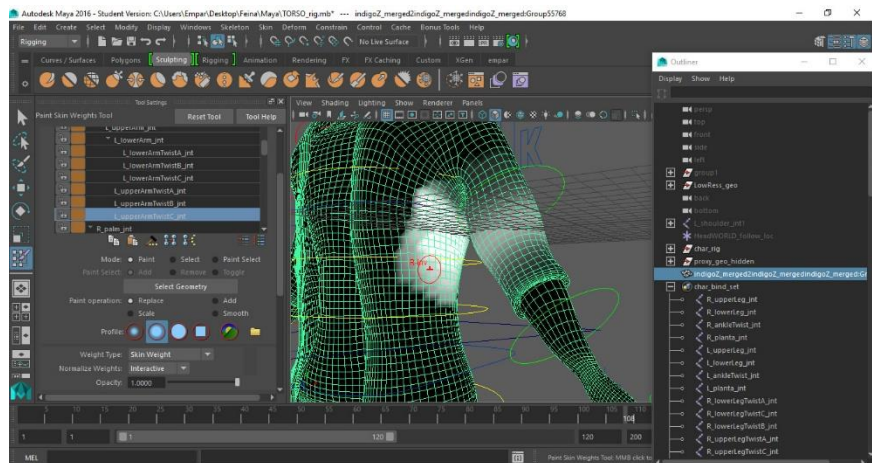 Autodesk Maya 2016 - Student Version: C:\Users\Empar\Desktop\Feina\Maya\TORSO_rig.mb* --- indigoZ_merged2indigoZ_mergedindigoZ_merged:Group55768
File Edit Create Select Modify Display Windows Skeleton Skin Deform Constrain Control Cache Bonus Tools Help
Rigging No Live Surface
Curves / Surfaces Polygons Sculpting Rigging Animation Rendering FX FX Caching Custom XGen empar
Tool Settings
Paint Skin Weights Tool Reset Tool Tool Help
L_upperArm_jnt
L_lowerArm_jnt
L_lowerArmTwistA_jnt
L_lowerArmTwistB_jnt
L_lowerArmTwistC_jnt
L_upperArmTwistA_jnt
L_upperArmTwistB_jnt
L_upperArmTwistC_jnt
R_palm_jnt
Mode: Paint Select Paint Select
Paint Select: Add Remove Toggle
Select Geometry
Paint operation: Replace Add
Scale Smooth
Profile:
Weight Type: Skin Weight
Normalize Weights: Interactive
Opacity: 1.0000
View Shading Lighting Show Renderer Panels
Outliner
Display Show Help
persp
top
front
side
left
group1
LowRess_geo
back
bottom
L_shoulder_jnt1
HeadWORLD_follow_loc
char_rig
proxy_geo_hidden
indigoZ_merged2indigoZ_mergedindigoZ_merged:Gr
char_bind_set
R_upperLeg_jnt
R_lowerLeg_jnt
R_ankleTwist_jnt
R_planta_jnt
L_upperLeg_jnt
L_lowerLeg_jnt
L_ankleTwist_jnt
L_planta_jnt
R_lowerLegTwistA_jnt
R_lowerLegTwistC_jnt
R_lowerLegTwistB_jnt
R_upperLegTwistA_jnt
R_upperLegTwistC_jnt
5 10 15 20 25 30 35 40 45 50 55 60 65 70 75 80 85 90 95 100 105 108 110
1 1 1 120 120 200
MEL Paint Skin Weights Tool: MMB click to